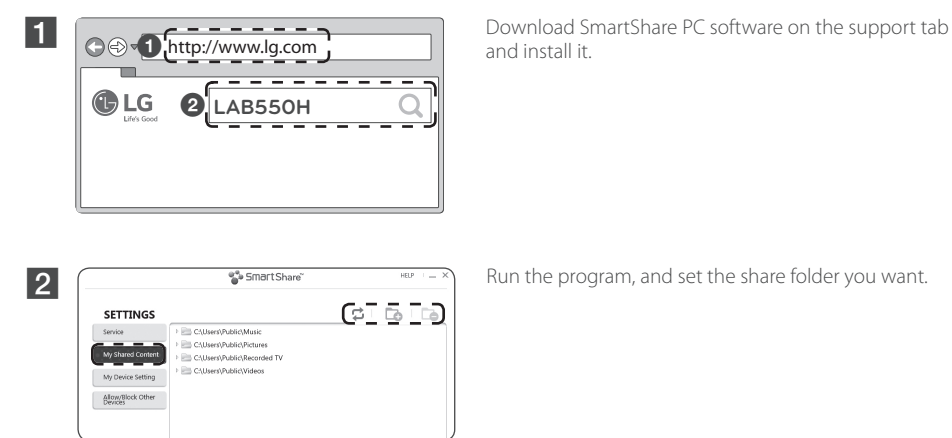 1
1 http://www.lg.com
LG
Life's Good
2 LAB550H
Download SmartShare PC software on the support tab
and install it.
2
SmartShare™
HELP
SETTINGS
Service
My Shared Content
My Device Setting
Allow/Block Other
Devices
C:\Users\Public\Music
C:\Users\Public\Pictures
C:\Users\Public\Recorded TV
C:\Users\Public\Videos
Run the program, and set the share folder you want.